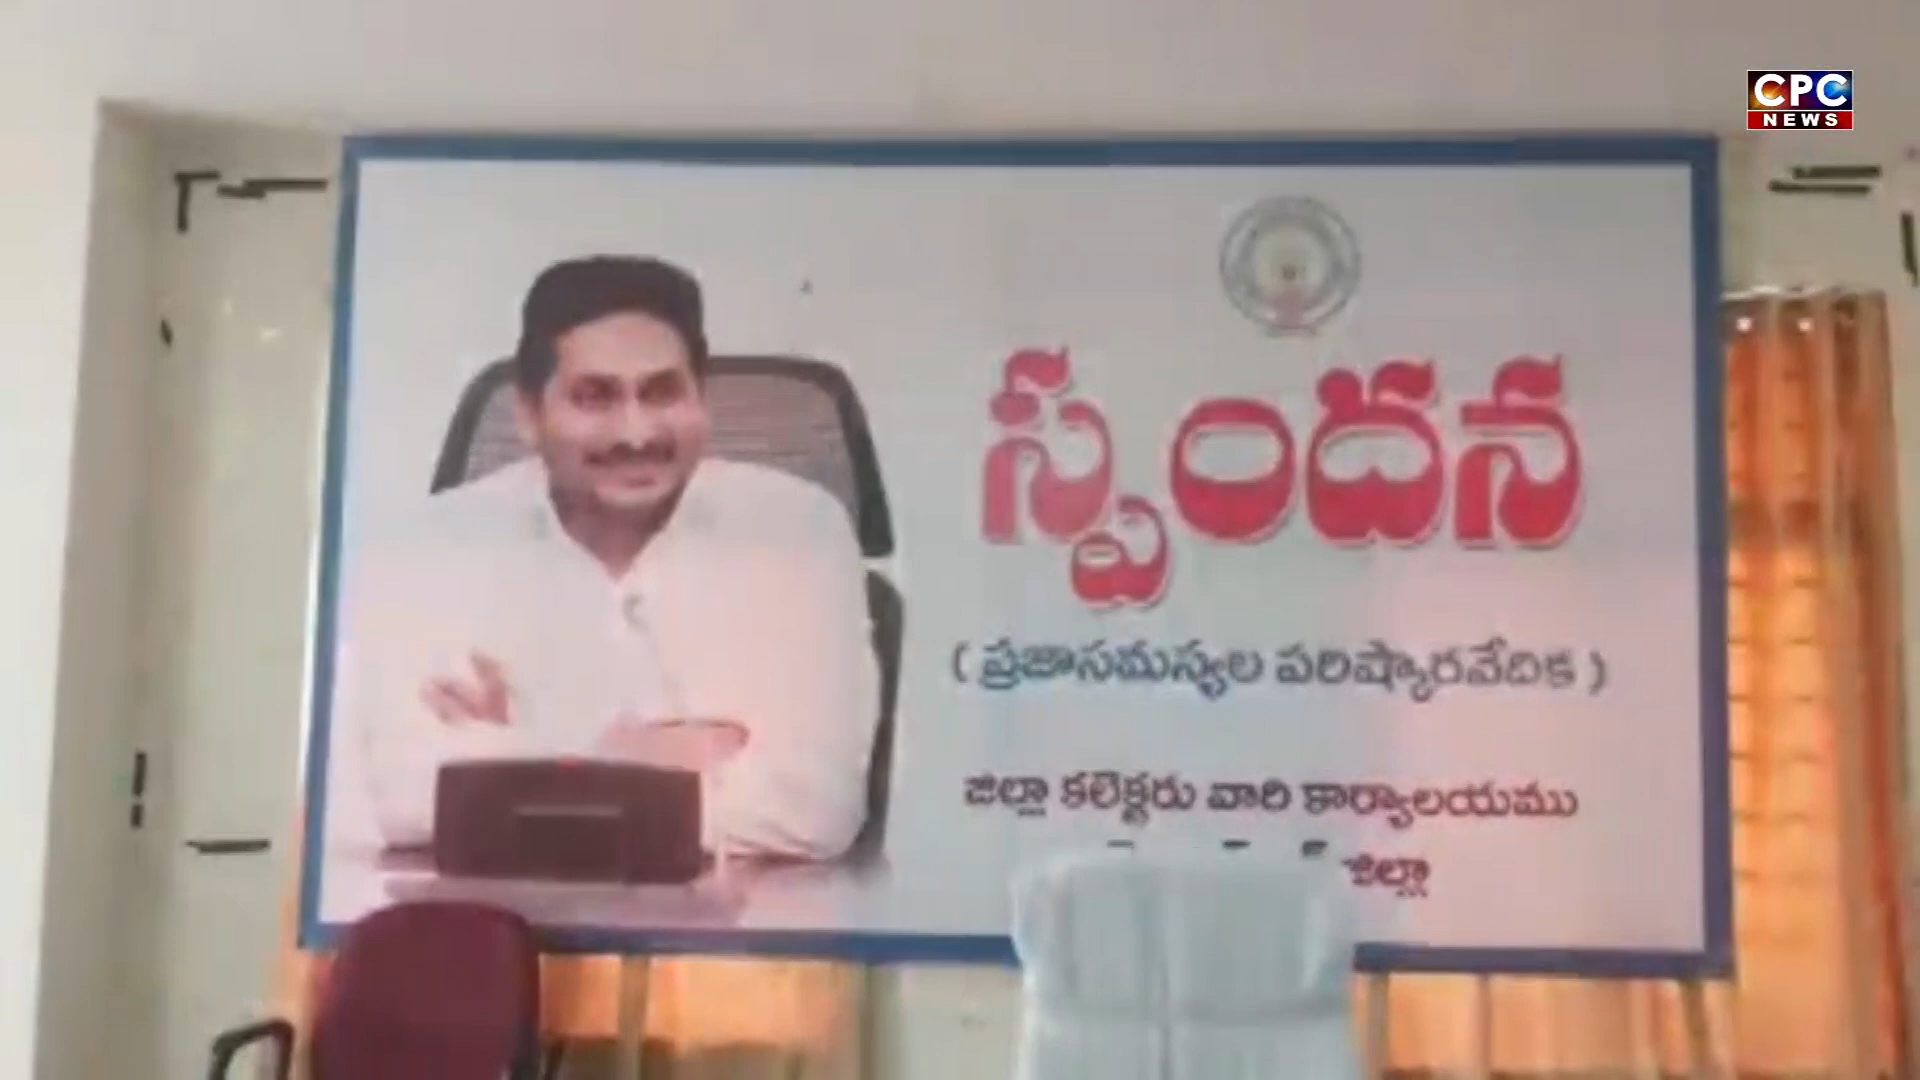 CPC
NEWS
స్పందన
( ప్రజాసమస్యల పరిష్కారవేదిక )
జిల్లా కలెక్టరు వారి కార్యాలయము
జిల్లా